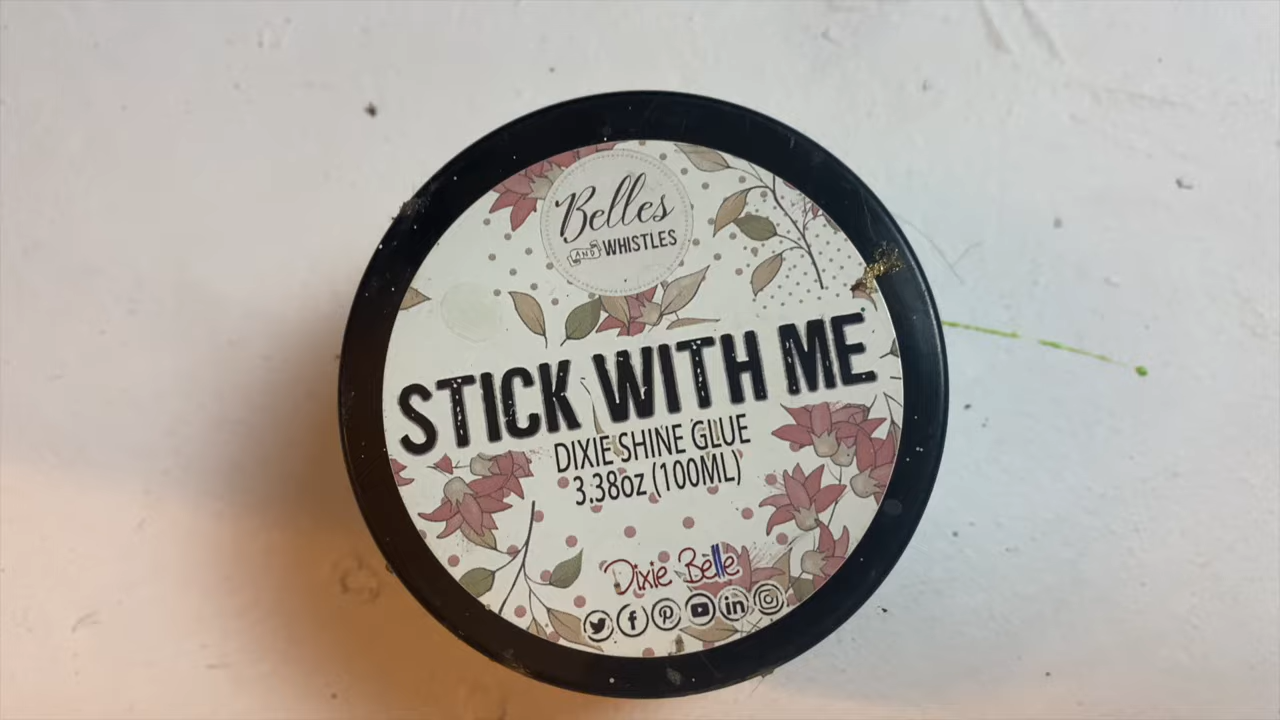 Belles
AND WHISTLES
STICK WITH ME
DIXIE SHINE GLUE
3.38oz (100ML)
Dixie Belle